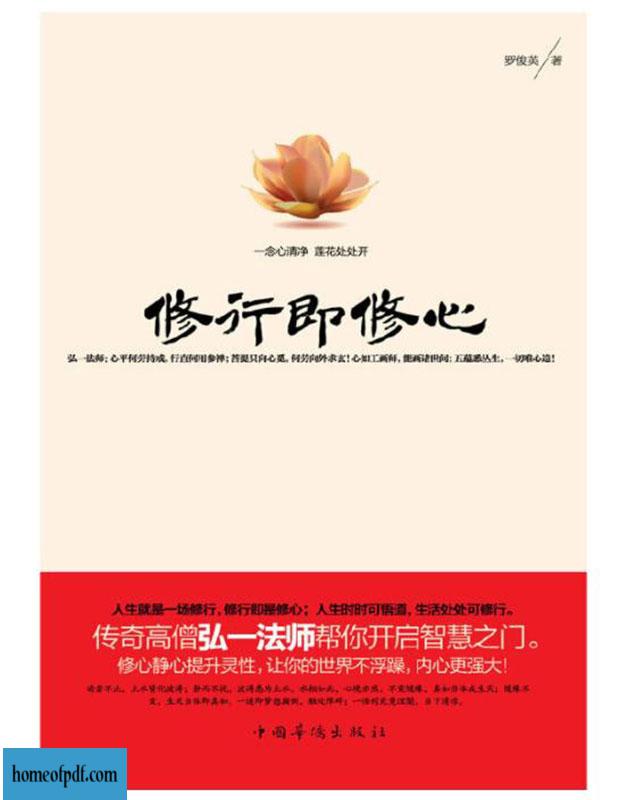 罗俊英/著
一念心清净 莲花处处开
修行即修心
弘一法师：心平何劳持戒，行直何用参禅；菩提只向心觅，何劳向外求玄！心如工画师，能画诸世间；五蕴悉丛生，一切唯心造！
人生就是一场修行，修行即是修心；人生时时可悟道，生活处处可修行。
传奇高僧弘一法师帮你开启智慧之门。
修心静心提升灵性，让你的世界不浮躁，内心更强大！
中国华侨出版社
homeofpdf.com